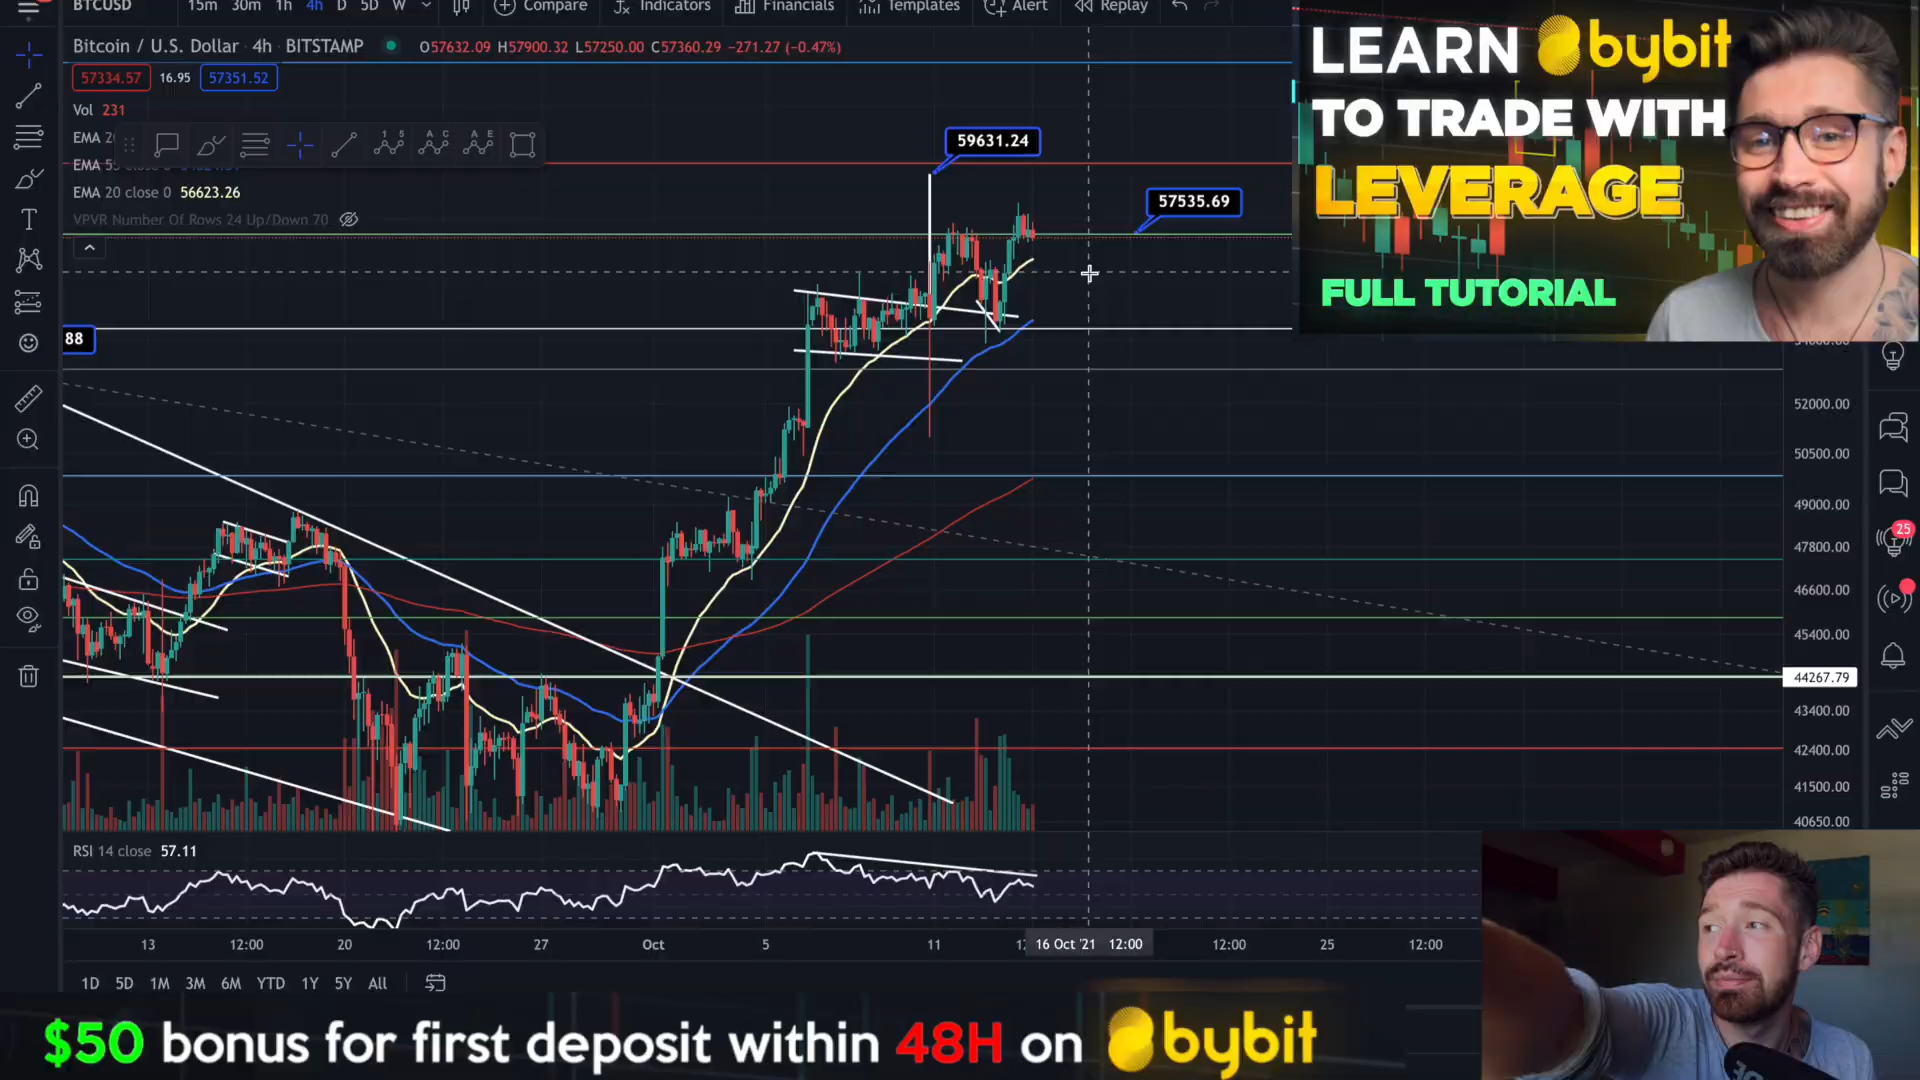 BTCUSD
15m 30m 1h 4h D 5D W
Compare
Indicators
Financials
Templates
Alert
Replay
Bitcoin / U.S. Dollar · 4h · BITSTAMP
O57632.09 H57900.32 L57250.00 C57360.29 −271.27 (−0.47%)
57334.57 16.95 57351.52
Vol 231
EMA 20 close 0 56623.26
VPVR Number Of Rows 24 Up/Down 70
59631.24
57535.69
88
52000.00
50500.00
49000.00
47800.00
46600.00
45400.00
44267.79
43400.00
42400.00
41500.00
40650.00
25
RSI 14 close 57.11
13 12:00 20 12:00 27 Oct 5 11 16 Oct '21 12:00 12:00 25 12:00
1D 5D 1M 3M 6M YTD 1Y 5Y All
LEARN bybit
TO TRADE WITH
LEVERAGE
FULL TUTORIAL
$50 bonus for first deposit within 48H on bybit